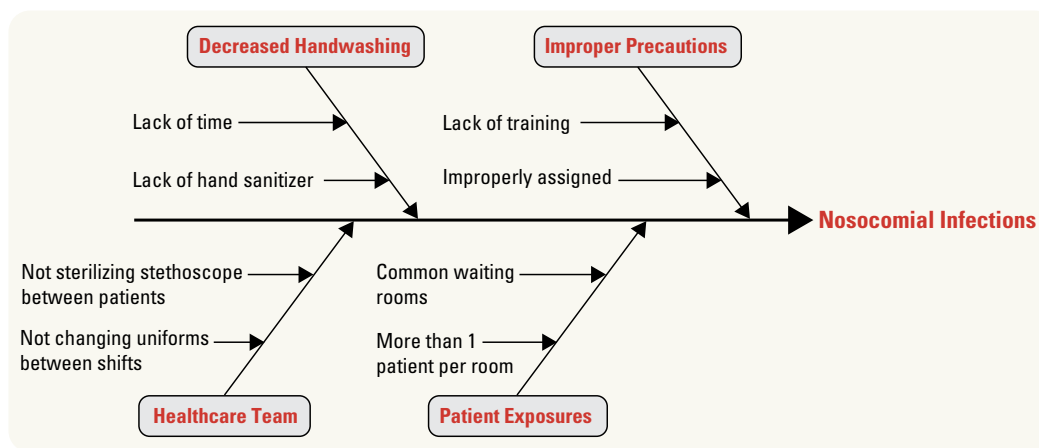 Decreased Handwashing
Improper Precautions
Lack of time
Lack of training
Lack of hand sanitizer
Improperly assigned
Nosocomial Infections
Not sterilizing stethoscope
between patients
Common waiting
rooms
Not changing uniforms
between shifts
More than 1
patient per room
Healthcare Team
Patient Exposures